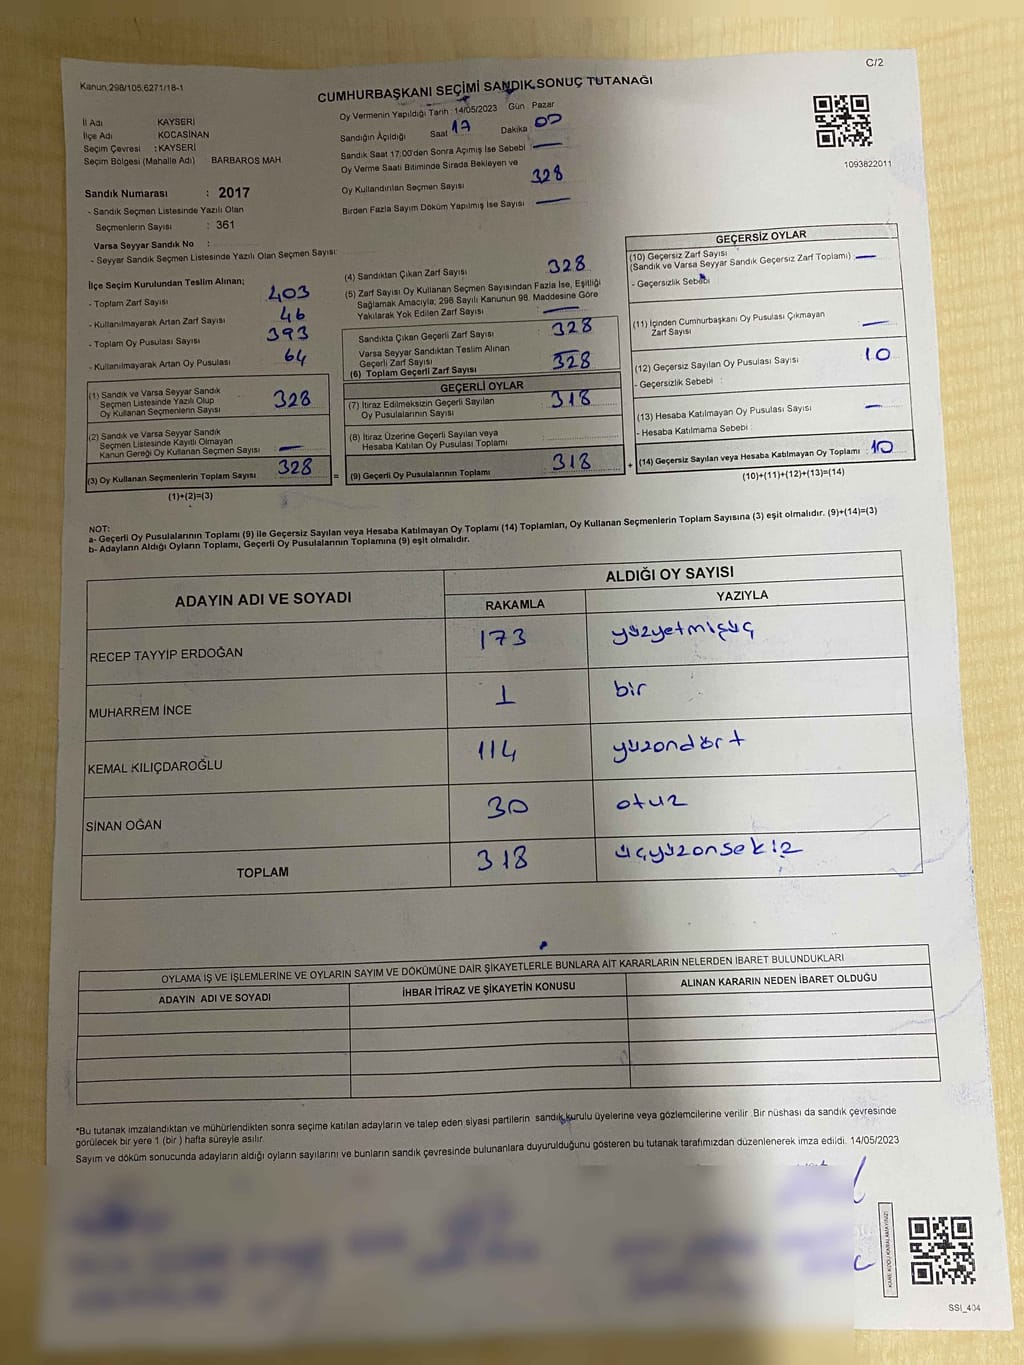 C/2
Kanun,298/105,6271/18-1
CUMHURBAŞKANI SEÇİMİ SANDIK SONUÇ TUTANAĞI
1093822011
İl Adı KAYSERİ
İlçe Adı KOCASİNAN
Seçim Çevresi : KAYSERİ
Seçim Bölgesi (Mahalle Adı) BARBAROS MAH
Sandık Numarası : 2017
- Sandık Seçmen Listesinde Yazılı Olan
Seçmenlerin Sayısı : 361
Varsa Seyyar Sandık No :
- Seyyar Sandık Seçmen Listesinde Yazılı Olan Seçmen Sayısı:
Oy Vermenin Yapıldığı Tarih : 14/05/2023 Gün : Pazar
Sandığın Açıldığı Saat 17 Dakika 00
Sandık Saat 17:00'den Sonra Açımış İse Sebebi : —
Oy Verme Saati Bitiminde Sırada Bekleyen ve
Oy Kullandırılan Seçmen Sayısı 328
Birden Fazla Sayım Döküm Yapılmış İse Sayısı —
İlçe Seçim Kurulundan Teslim Alınan;
- Toplam Zarf Sayısı 403
- Kullanılmayarak Artan Zarf Sayısı 46
- Toplam Oy Pusulası Sayısı 393
- Kullanılmayarak Artan Oy Pusulası 64
(1) Sandık ve Varsa Seyyar Sandık
Seçmen Listesinde Yazılı Olup
Oy Kullanan Seçmenlerin Sayısı 328
(2) Sandık ve Varsa Seyyar Sandık
Seçmen Listesinde Kayıtlı Olmayan
Kanun Gereği Oy Kullanan Seçmen Sayısı —
(3) Oy Kullanan Seçmenlerin Toplam Sayısı 328
(1)+(2)=(3)
(4) Sandıktan Çıkan Zarf Sayısı 328
(5) Zarf Sayısı Oy Kullanan Seçmen Sayısından Fazla İse, Eşitliği
Sağlamak Amacıyla; 298 Sayılı Kanunun 98. Maddesine Göre
Yakılarak Yok Edilen Zarf Sayısı —
Sandıkta Çıkan Geçerli Zarf Sayısı 328
Varsa Seyyar Sandıktan Teslim Alınan
Geçerli Zarf Sayısı —
(6) Toplam Geçerli Zarf Sayısı 328
GEÇERLİ OYLAR
(7) İtiraz Edilmeksizin Geçerli Sayılan
Oy Pusulalarının Sayısı 318
(8) İtiraz Üzerine Geçerli Sayılan veya
Hesaba Katılan Oy Pusulası Toplamı
= (9) Geçerli Oy Pusulalarının Toplamı 318
GEÇERSİZ OYLAR
(10) Geçersiz Zarf Sayısı
(Sandık ve Varsa Seyyar Sandık Geçersiz Zarf Toplamı) —
- Geçersizlik Sebebi
(11) İçinden Cumhurbaşkanı Oy Pusulası Çıkmayan
Zarf Sayısı —
(12) Geçersiz Sayılan Oy Pusulası Sayısı 10
- Geçersizlik Sebebi :
(13) Hesaba Katılmayan Oy Pusulası Sayısı —
- Hesaba Katılmama Sebebi :
+ (14) Geçersiz Sayılan veya Hesaba Katılmayan Oy Toplamı : 10
(10)+(11)+(12)+(13)=(14)
NOT:
a- Geçerli Oy Pusulalarının Toplamı (9) ile Geçersiz Sayılan veya Hesaba Katılmayan Oy Toplamı (14) Toplamları, Oy Kullanan Seçmenlerin Toplam Sayısına (3) eşit olmalıdır. (9)+(14)=(3)
b- Adayların Aldığı Oyların Toplamı, Geçerli Oy Pusulalarının Toplamına (9) eşit olmalıdır.
ADAYIN ADI VE SOYADI ALDIĞI OY SAYISI
RAKAMLA YAZIYLA
RECEP TAYYİP ERDOĞAN 173 yüzyetmişüç
MUHARREM İNCE 1 bir
KEMAL KILIÇDAROĞLU 114 yüzondört
SİNAN OĞAN 30 otuz
TOPLAM 318 üçyüzonsekiz
OYLAMA İŞ VE İŞLEMLERİNE VE OYLARIN SAYIM VE DÖKÜMÜNE DAİR ŞİKAYETLERLE BUNLARA AİT KARARLARIN NELERDEN İBARET BULUNDUKLARI
ADAYIN ADI VE SOYADI İHBAR İTİRAZ VE ŞİKAYETİN KONUSU ALINAN KARARIN NEDEN İBARET OLDUĞU
*Bu tutanak imzalandıktan ve mühürlendikten sonra seçime katılan adayların ve talep eden siyasi partilerin sandık kurulu üyelerine veya gözlemcilerine verilir .Bir nüshası da sandık çevresinde
görülecek bir yere 1 (bir ) hafta süreyle asılır.
Sayım ve döküm sonucunda adayların aldığı oyların sayılarını ve bunların sandık çevresinde bulunanlara duyurulduğunu gösteren bu tutanak tarafımızdan düzenlenerek imza edildi. 14/05/2023
KARE KODU KARALAMAYINIZ!
SSİ_404